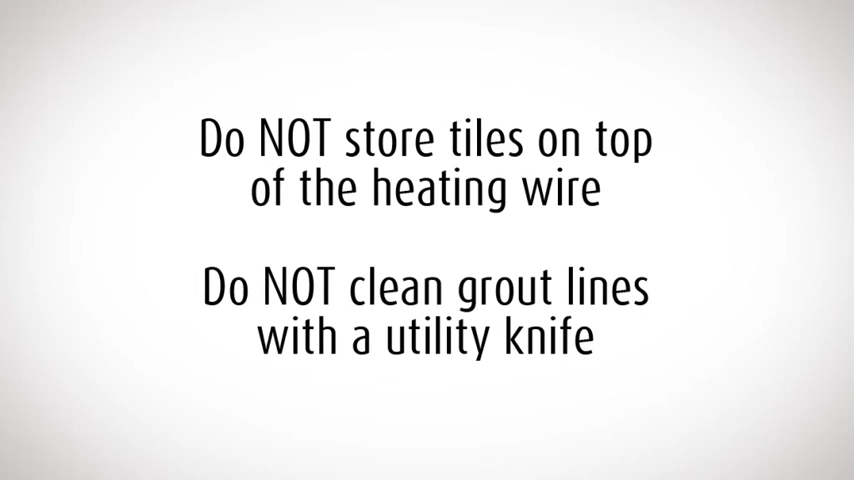 Do NOT store tiles on top
of the heating wire
Do NOT clean grout lines
with a utility knife